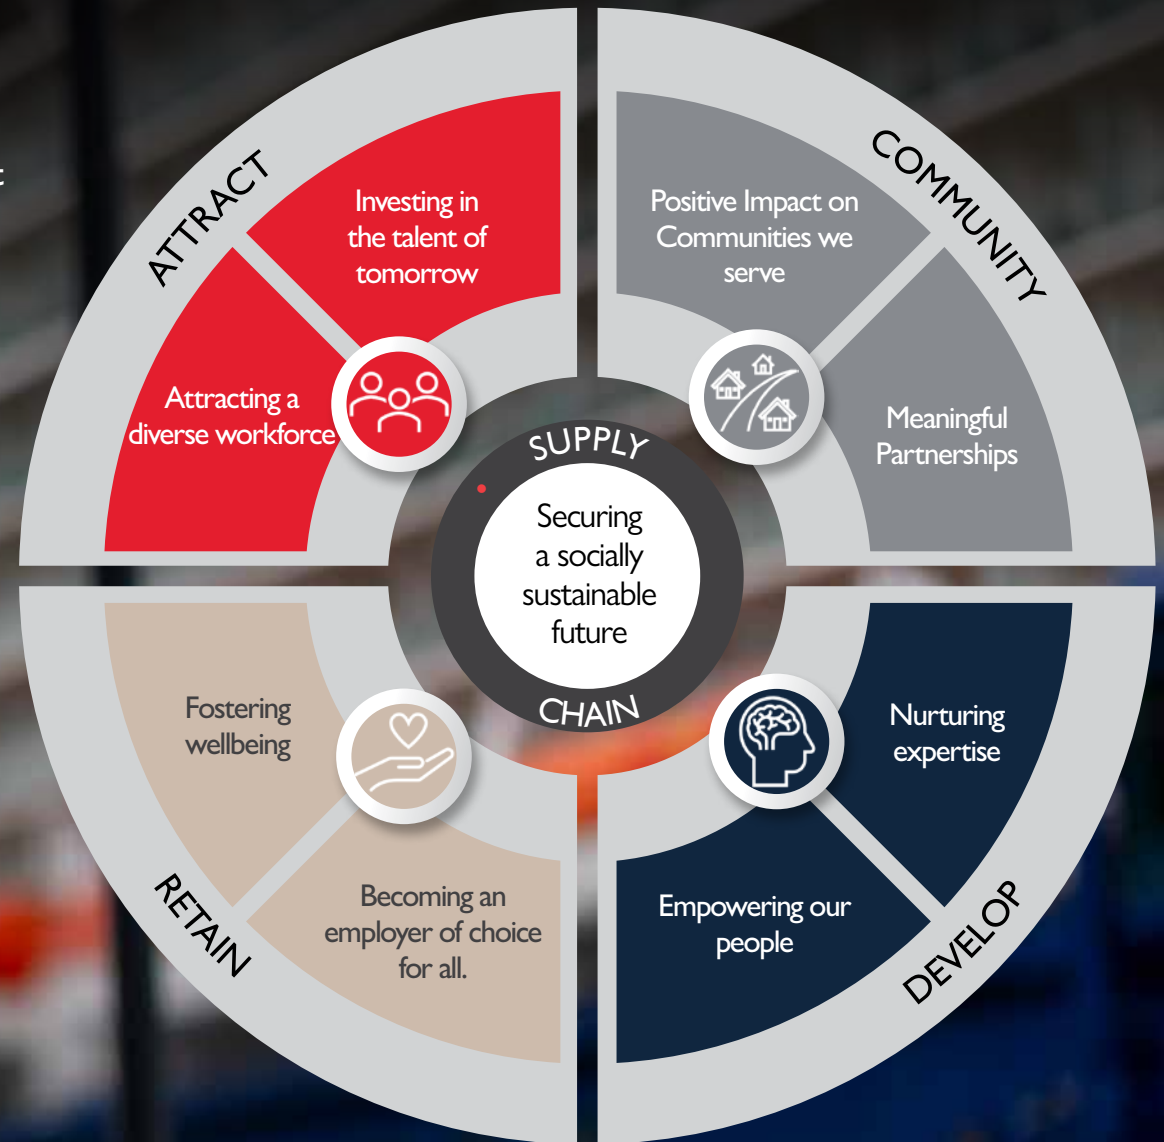 ATTRACT
Investing in
the talent of
tomorrow
Attracting a
diverse workforce
COMMUNITY
Positive Impact on
Communities we
serve
Meaningful
Partnerships
SUPPLY
Securing
a socially
sustainable
future
CHAIN
Fostering
wellbeing
Becoming an
employer of choice
for all.
RETAIN
Nurturing
expertise
Empowering our
people
DEVELOP